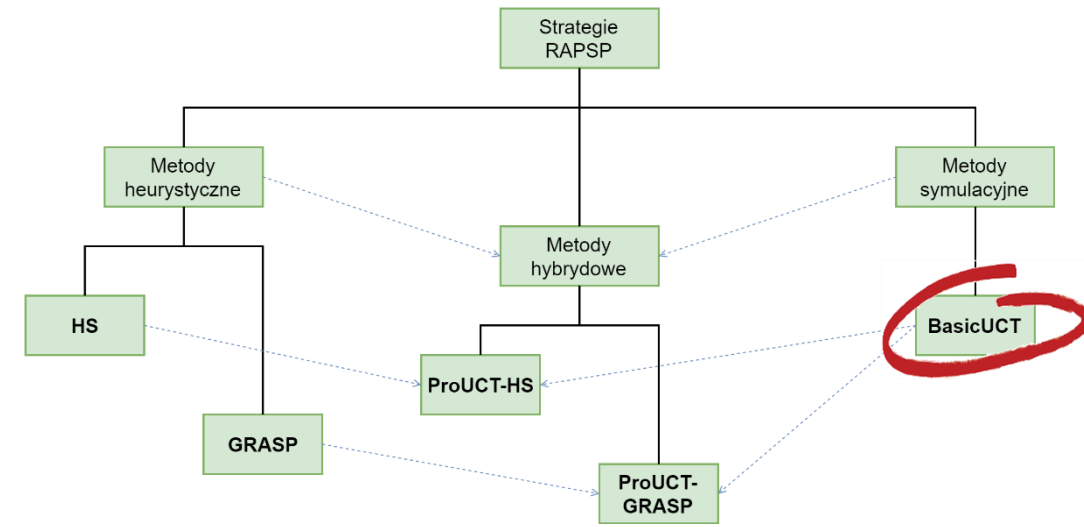 Strategie
RAPSP
Metody
heurystyczne
Metody
symulacyjne
Metody
hybrydowe
HS
BasicUCT
ProUCT-HS
GRASP
ProUCT-
GRASP